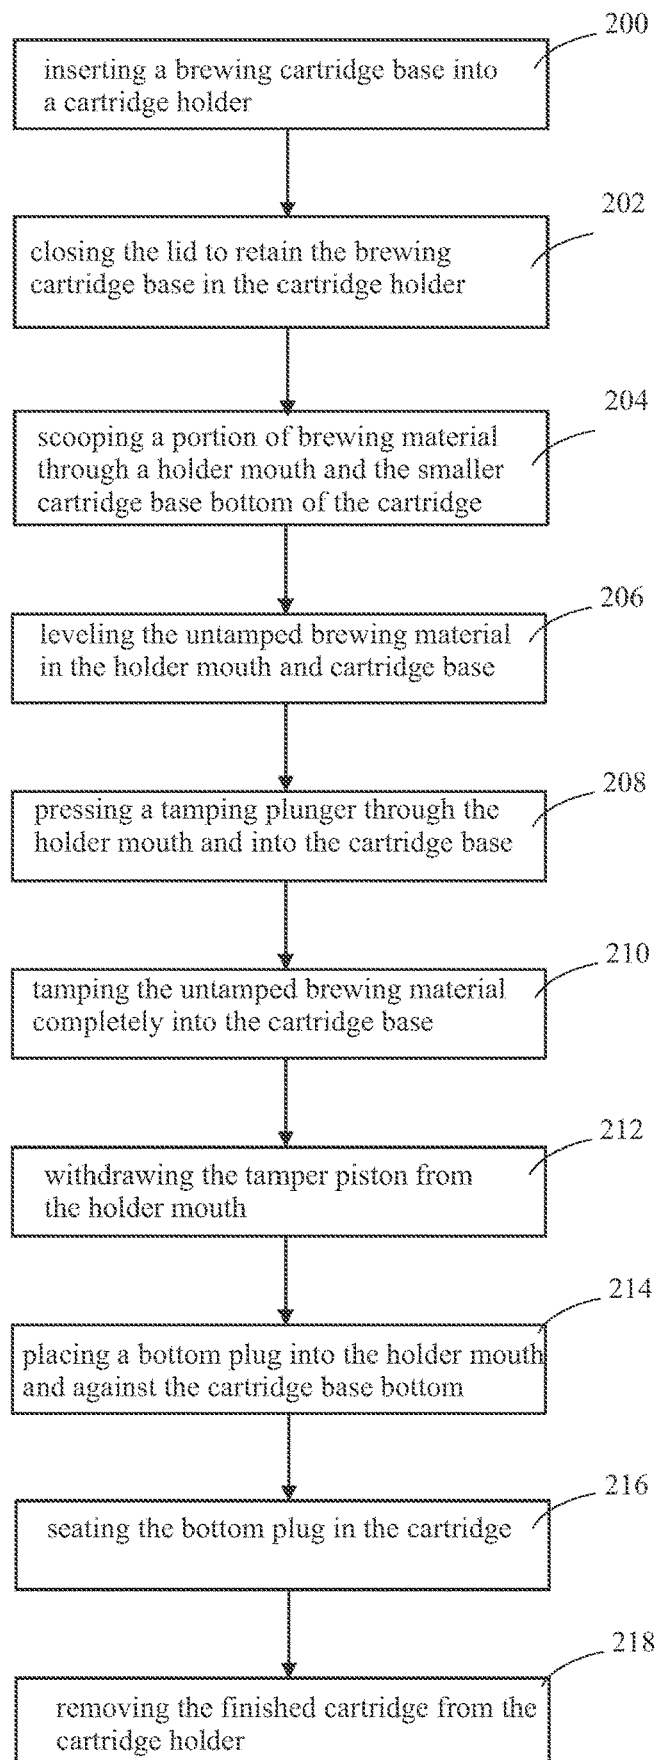 200
inserting a brewing cartridge base into
a cartridge holder
202
closing the lid to retain the brewing
cartridge base in the cartridge holder
204
scooping a portion of brewing material
through a holder mouth and the smaller
cartridge base bottom of the cartridge
206
leveling the untamped brewing material
in the holder mouth and cartridge base
208
pressing a tamping plunger through the
holder mouth and into the cartridge base
210
tamping the untamped brewing material
completely into the cartridge base
212
withdrawing the tamper piston from
the holder mouth
214
placing a bottom plug into the holder mouth
and against the cartridge base bottom
216
seating the bottom plug in the cartridge
218
removing the finished cartridge from the
cartridge holder